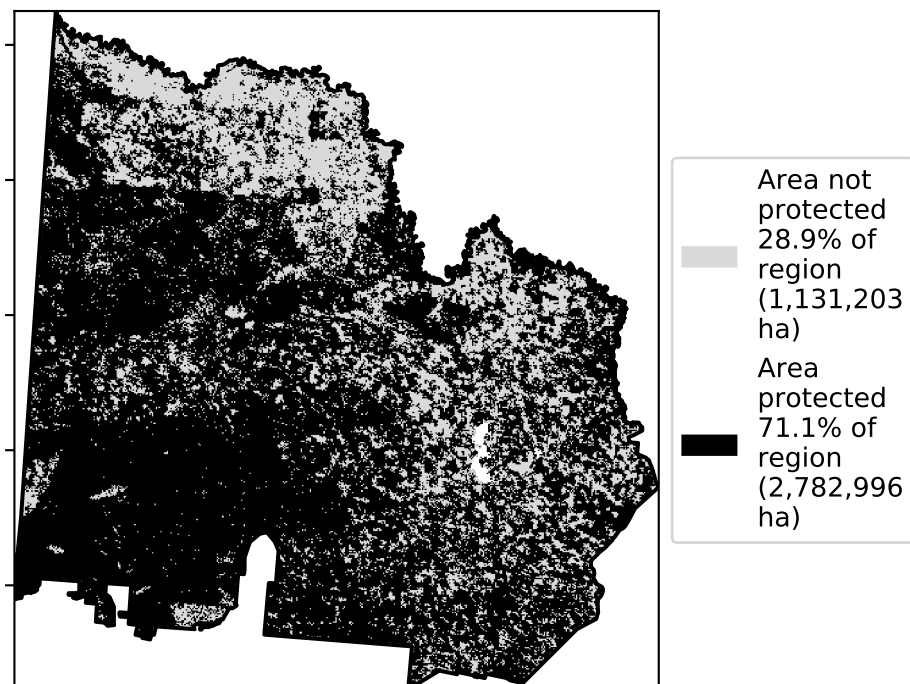 Area not
protected
28.9% of
region
(1,131,203
ha)
Area
protected
71.1% of
region
(2,782,996
ha)